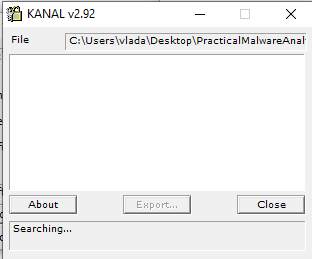 KANAL v2.92
File C:\Users\vlada\Desktop\PracticalMalwareAnal
About Export... Close
Searching...